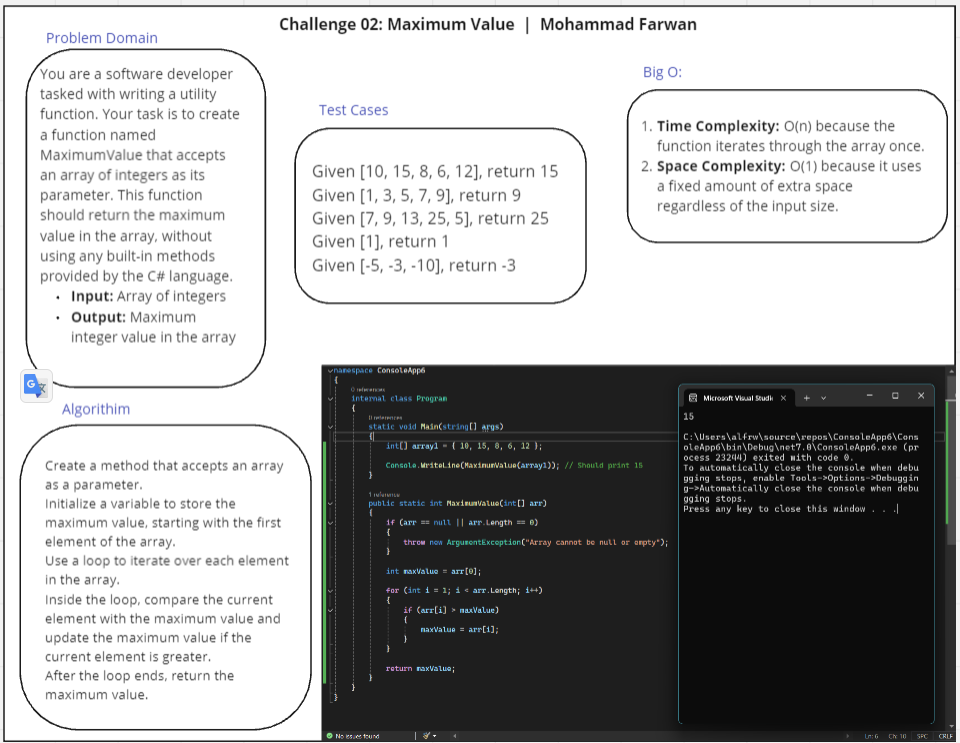 Challenge 02: Maximum Value | Mohammad Farwan
Problem Domain
You are a software developer
tasked with writing a utility
function. Your task is to create
a function named
MaximumValue that accepts
an array of integers as its
parameter. This function
should return the maximum
value in the array, without
using any built-in methods
provided by the C# language.
• Input: Array of integers
• Output: Maximum
integer value in the array
Test Cases
Given [10, 15, 8, 6, 12], return 15
Given [1, 3, 5, 7, 9], return 9
Given [7, 9, 13, 25, 5], return 25
Given [1], return 1
Given [-5, -3, -10], return -3
Big O:
1. Time Complexity: O(n) because the
function iterates through the array once.
2. Space Complexity: O(1) because it uses
a fixed amount of extra space
regardless of the input size.
G
Algorithim
Create a method that accepts an array
as a parameter.
Initialize a variable to store the
maximum value, starting with the first
element of the array.
Use a loop to iterate over each element
in the array.
Inside the loop, compare the current
element with the maximum value and
update the maximum value if the
current element is greater.
After the loop ends, return the
maximum value.
namespace ConsoleApp6
{
0 references
internal class Program
{
0 references
static void Main(string[] args)
{
int[] array1 = { 10, 15, 8, 6, 12 };
Console.WriteLine(MaximumValue(array1)); // Should print 15
}
1 reference
public static int MaximumValue(int[] arr)
{
if (arr == null || arr.Length == 0)
{
throw new ArgumentException("Array cannot be null or empty");
}
int maxValue = arr[0];
for (int i = 1; i < arr.Length; i++)
{
if (arr[i] > maxValue)
{
maxValue = arr[i];
}
}
return maxValue;
}
}
}
No issues found
Ln: 6 Ch: 10 SPC CRLF
Microsoft Visual Studi
15
C:\Users\alfrw\source\repos\ConsoleApp6\Cons
oleApp6\bin\Debug\net7.0\ConsoleApp6.exe (pr
ocess 23244) exited with code 0.
To automatically close the console when debu
gging stops, enable Tools->Options->Debuggin
g->Automatically close the console when debu
gging stops.
Press any key to close this window . . .